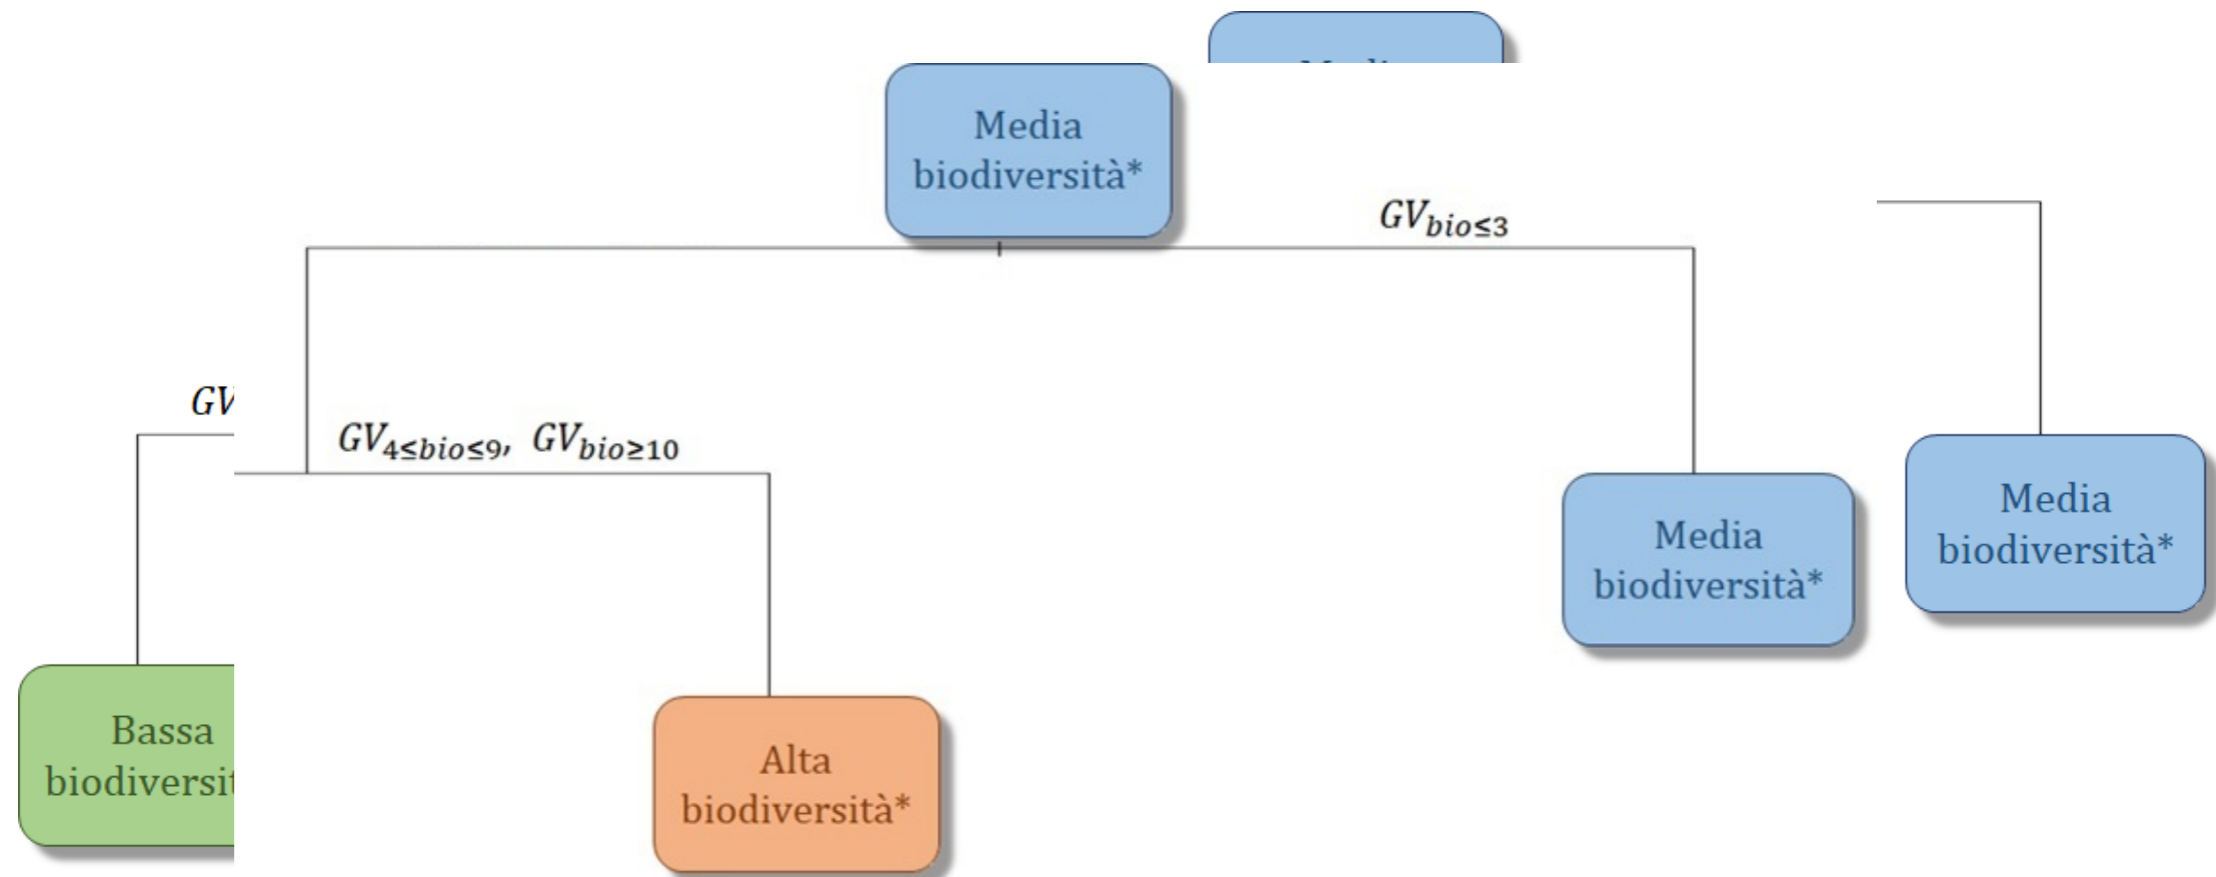 Media
biodiversità*
GV_{bio≤3}
GV
GV_{4≤bio≤9}, GV_{bio≥10}
Media
biodiversità*
Media
biodiversità*
Bassa
Alta
biodiversità*